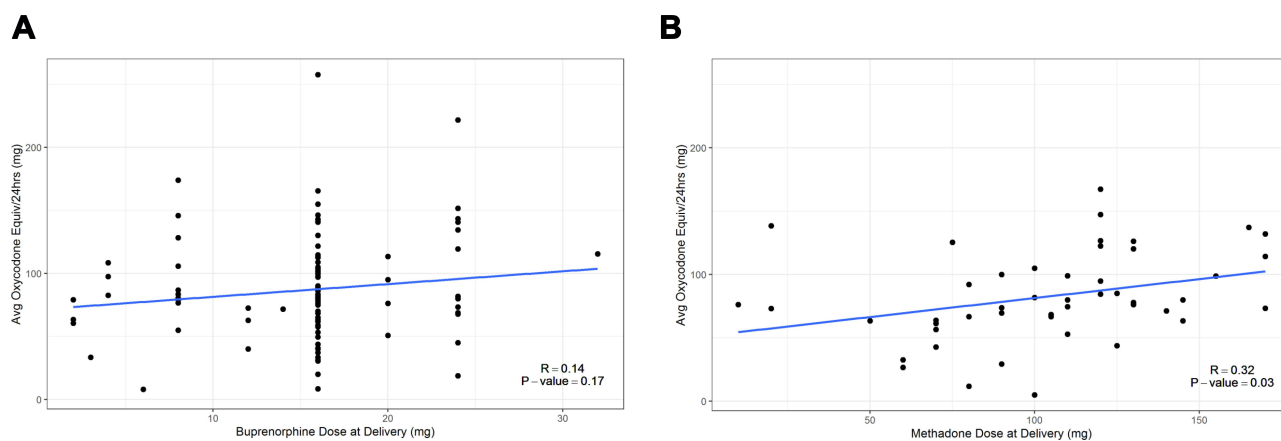 A
Avg Oxycodone Equiv/24hrs (mg)
200
100
0
R = 0.14
P − value = 0.17
10
20
30
Buprenorphine Dose at Delivery (mg)
B
Avg Oxycodone Equiv/24hrs (mg)
200
100
0
R = 0.32
P − value = 0.03
50
100
150
Methadone Dose at Delivery (mg)